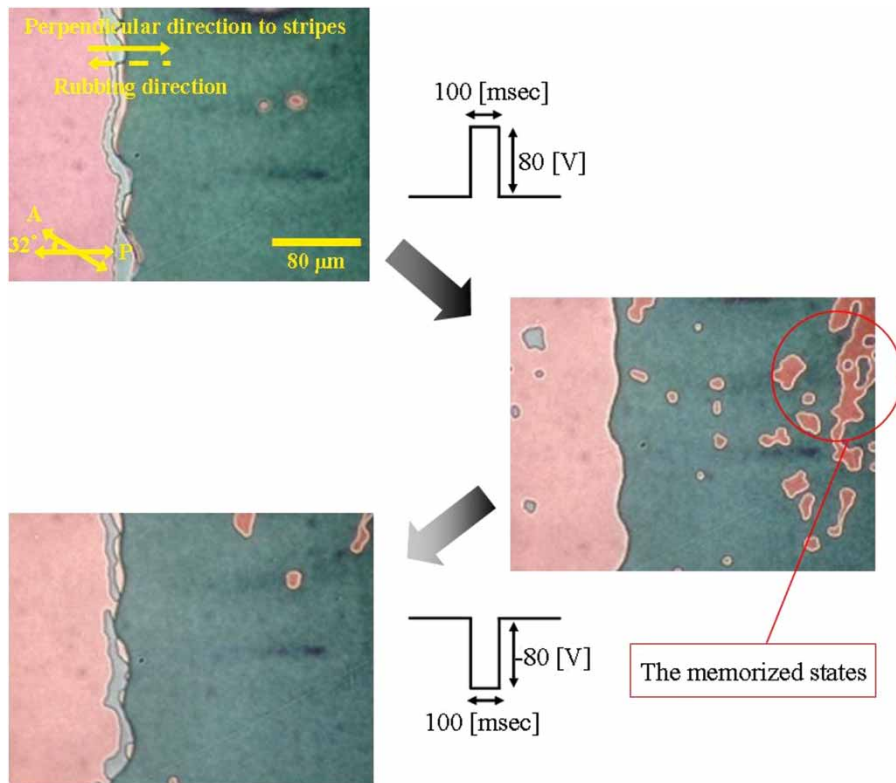 Perpendicular direction to stripes
Rubbing direction
A
32°
P
80 μm
100 [msec]
80 [V]
The memorized states
-80 [V]
100 [msec]